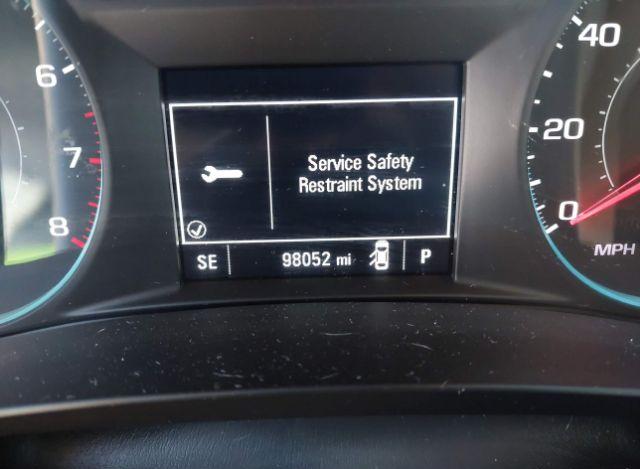 6
7
8
Service Safety
Restraint System
SE 98052 mi P
40
20
0
MPH